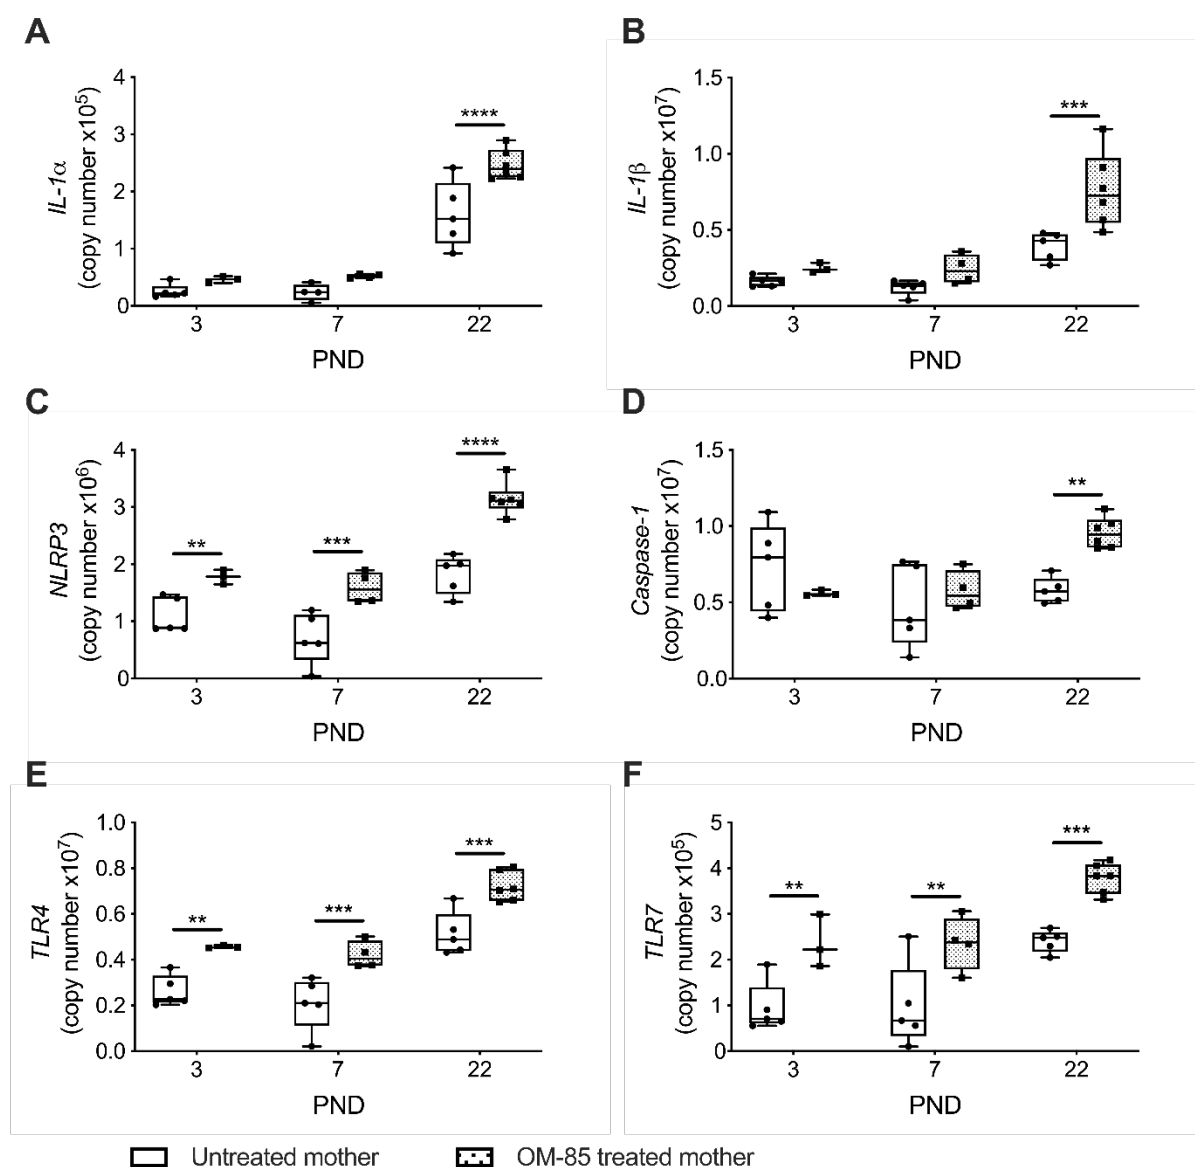 A
IL-1α
(copy number x10⁵)
4
3
2
1
0
****
3
7
22
PND
B
IL-1β
(copy number x10⁷)
1.5
1.0
0.5
0.0
***
3
7
22
PND
C
NLRP3
(copy number x10⁶)
4
3
2
1
0
**
***
****
3
7
22
PND
D
Caspase-1
(copy number x10⁷)
1.5
1.0
0.5
0.0
**
3
7
22
PND
E
TLR4
(copy number x10⁷)
1.0
0.8
0.6
0.4
0.2
0.0
**
***
***
3
7
22
PND
F
TLR7
(copy number x10⁵)
5
4
3
2
1
0
**
**
***
3
7
22
PND
Untreated mother
OM-85 treated mother